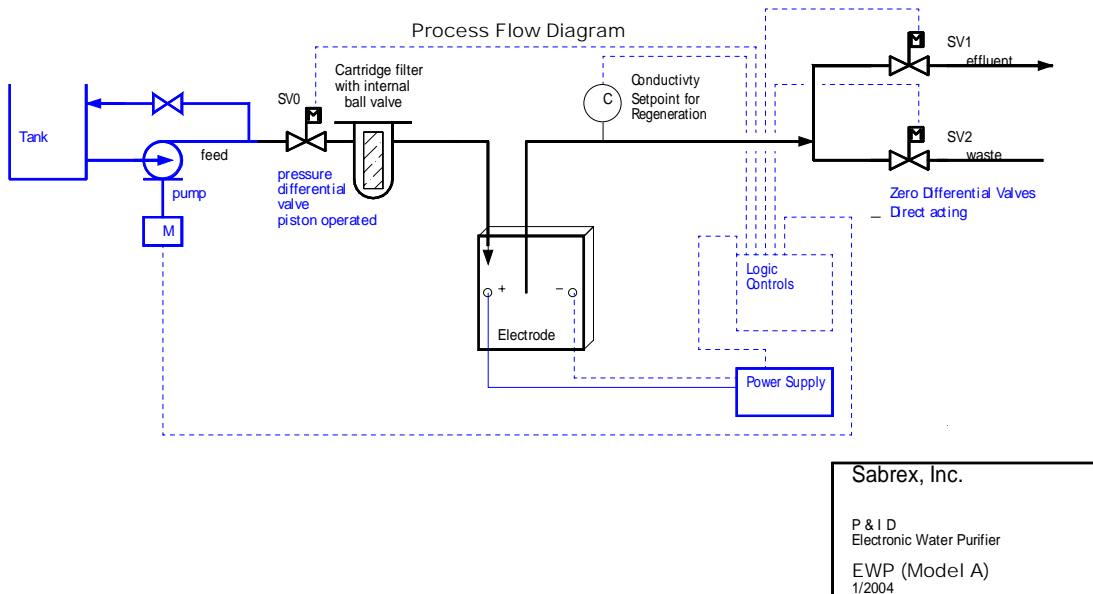 Process Flow Diagram
SV1
effluent
Cartridge filter
with internal
ball valve
SV0
C
Conductivity
Setpoint for
Regeneration
M
M
M
Tank
feed
SV2
waste
pressure
differential
valve
piston operated
pump
Zero Differential Valves
Direct acting
M
Logic
Controls
+
–
Electrode
Power Supply
Sabrex, Inc.
P & I D
Electronic Water Purifier
EWP (Model A)
1/2004